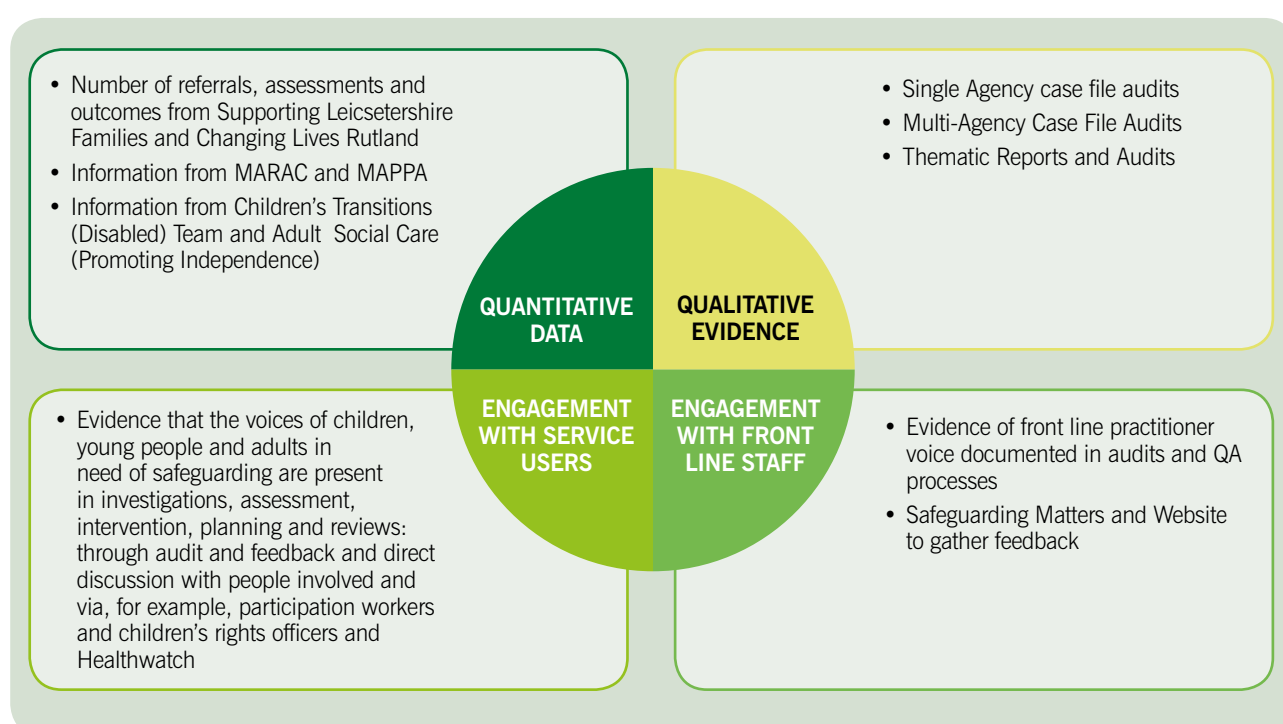 • Number of referrals, assessments and
outcomes from Supporting Leicsetershire
Families and Changing Lives Rutland
• Information from MARAC and MAPPA
• Information from Children’s Transitions
(Disabled) Team and Adult Social Care
(Promoting Independence)
• Single Agency case file audits
• Multi-Agency Case File Audits
• Thematic Reports and Audits
QUANTITATIVE
DATA
QUALITATIVE
EVIDENCE
ENGAGEMENT
WITH SERVICE
USERS
ENGAGEMENT
WITH FRONT
LINE STAFF
• Evidence that the voices of children,
young people and adults in
need of safeguarding are present
in investigations, assessment,
intervention, planning and reviews:
through audit and feedback and direct
discussion with people involved and
via, for example, participation workers
and children’s rights officers and
Healthwatch
• Evidence of front line practitioner
voice documented in audits and QA
processes
• Safeguarding Matters and Website
to gather feedback